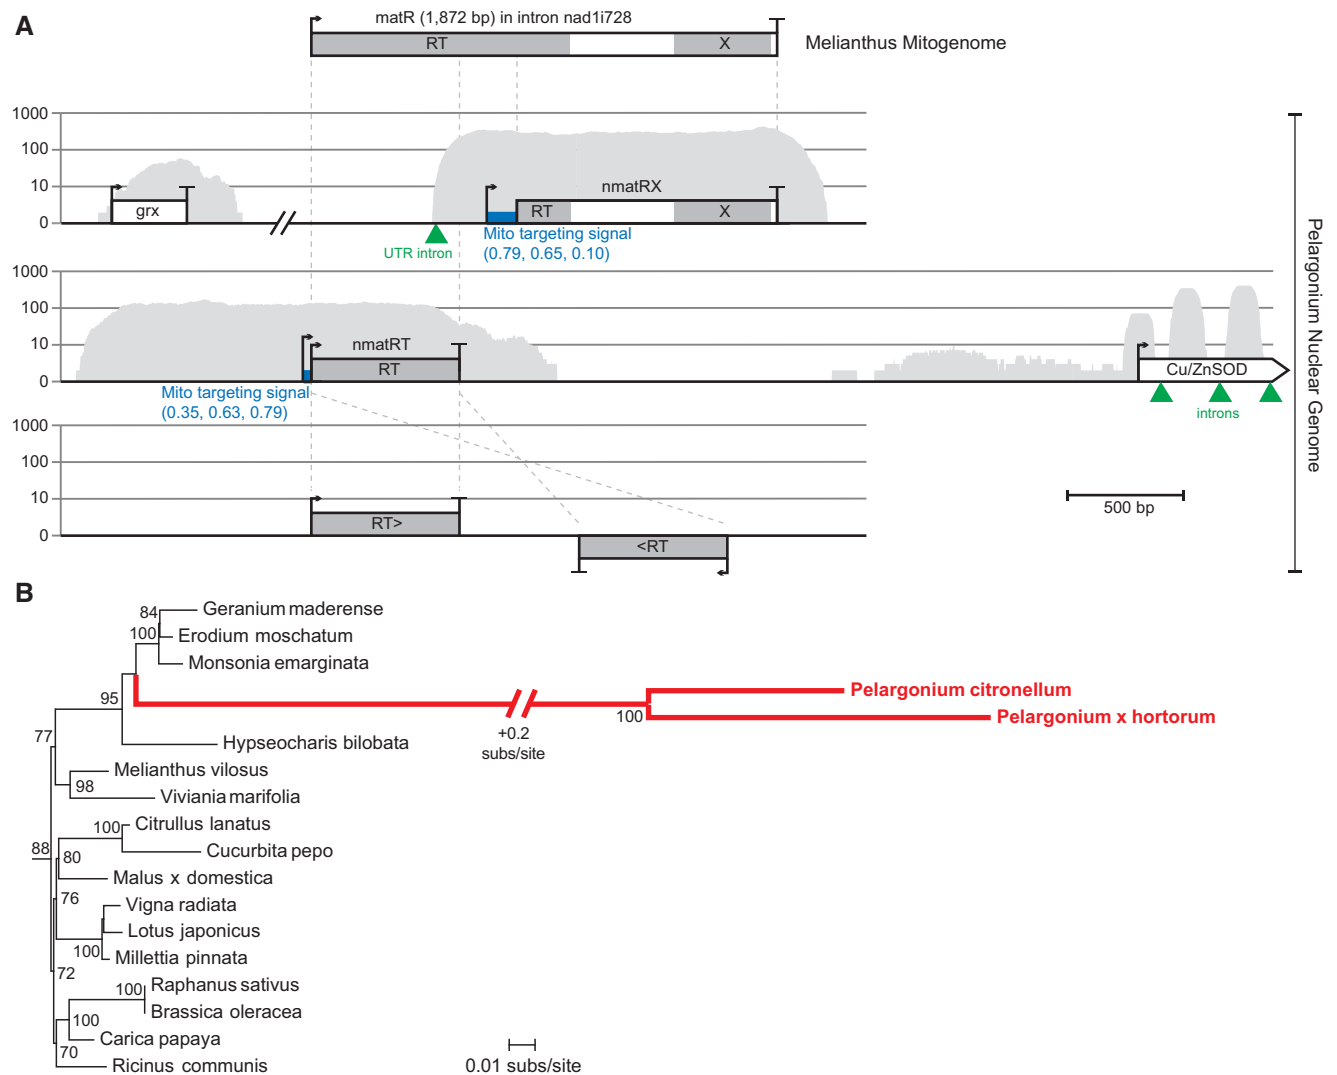 A
matR (1,872 bp) in intron nad1i728
RT
X
Melianthus Mitogenome
1000
100
10
0
grx
nmatRX
RT
X
UTR intron
Mito targeting signal
(0.79, 0.65, 0.10)
1000
100
10
0
nmatRT
RT
Mito targeting signal
(0.35, 0.63, 0.79)
Cu/ZnSOD
introns
1000
100
10
0
RT>
<RT
500 bp
Pelargonium Nuclear Genome
B
84
Geranium maderense
100
Erodium moschatum
Monsonia emarginata
95
Pelargonium citronellum
100
Pelargonium x hortorum
+0.2
subs/site
77
Hypseocharis bilobata
Melianthus vilosus
98
Viviania marifolia
100
Citrullus lanatus
88
80
Cucurbita pepo
Malus x domestica
76
Vigna radiata
Lotus japonicus
100
Millettia pinnata
72
100
Raphanus sativus
Brassica oleracea
100
Carica papaya
70
Ricinus communis
0.01 subs/site